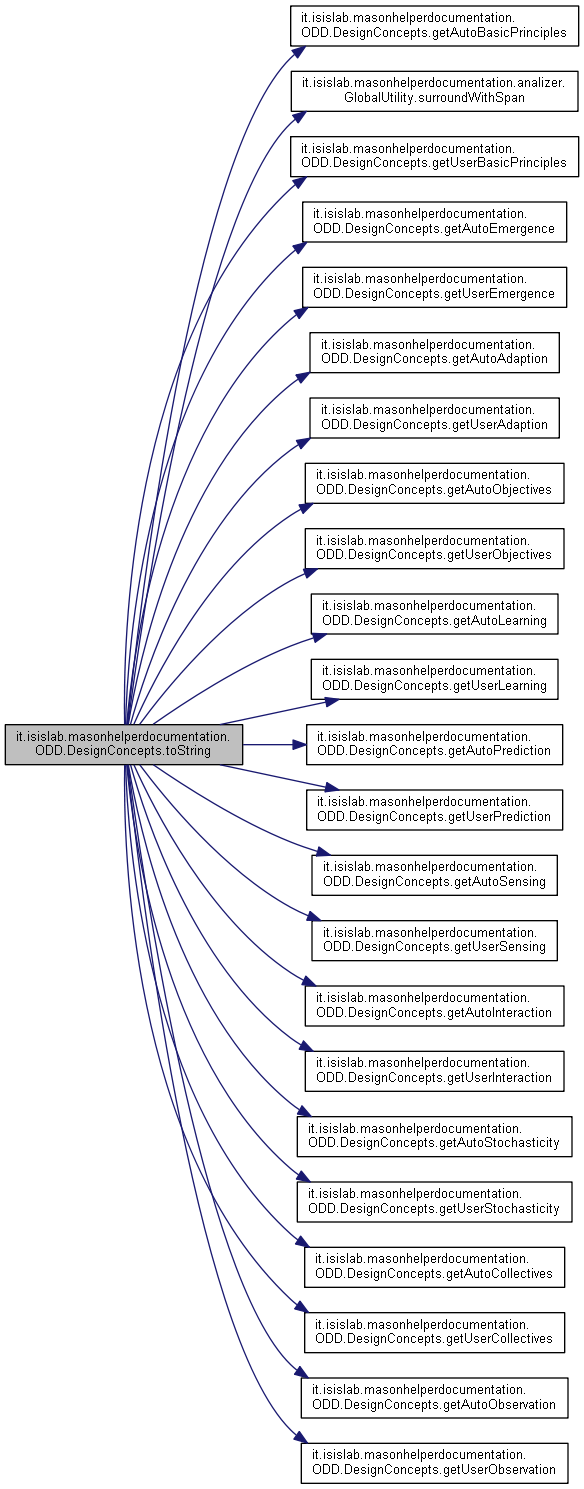 it.isislab.masonhelperdocumentation.
ODD.DesignConcepts.toString
it.isislab.masonhelperdocumentation.
ODD.DesignConcepts.getAutoBasicPrinciples
it.isislab.masonhelperdocumentation.analizer.
GlobalUtility.surroundWithSpan
it.isislab.masonhelperdocumentation.
ODD.DesignConcepts.getUserBasicPrinciples
it.isislab.masonhelperdocumentation.
ODD.DesignConcepts.getAutoEmergence
it.isislab.masonhelperdocumentation.
ODD.DesignConcepts.getUserEmergence
it.isislab.masonhelperdocumentation.
ODD.DesignConcepts.getAutoAdaption
it.isislab.masonhelperdocumentation.
ODD.DesignConcepts.getUserAdaption
it.isislab.masonhelperdocumentation.
ODD.DesignConcepts.getAutoObjectives
it.isislab.masonhelperdocumentation.
ODD.DesignConcepts.getUserObjectives
it.isislab.masonhelperdocumentation.
ODD.DesignConcepts.getAutoLearning
it.isislab.masonhelperdocumentation.
ODD.DesignConcepts.getUserLearning
it.isislab.masonhelperdocumentation.
ODD.DesignConcepts.getAutoPrediction
it.isislab.masonhelperdocumentation.
ODD.DesignConcepts.getUserPrediction
it.isislab.masonhelperdocumentation.
ODD.DesignConcepts.getAutoSensing
it.isislab.masonhelperdocumentation.
ODD.DesignConcepts.getUserSensing
it.isislab.masonhelperdocumentation.
ODD.DesignConcepts.getAutoInteraction
it.isislab.masonhelperdocumentation.
ODD.DesignConcepts.getUserInteraction
it.isislab.masonhelperdocumentation.
ODD.DesignConcepts.getAutoStochasticity
it.isislab.masonhelperdocumentation.
ODD.DesignConcepts.getUserStochasticity
it.isislab.masonhelperdocumentation.
ODD.DesignConcepts.getAutoCollectives
it.isislab.masonhelperdocumentation.
ODD.DesignConcepts.getUserCollectives
it.isislab.masonhelperdocumentation.
ODD.DesignConcepts.getAutoObservation
it.isislab.masonhelperdocumentation.
ODD.DesignConcepts.getUserObservation